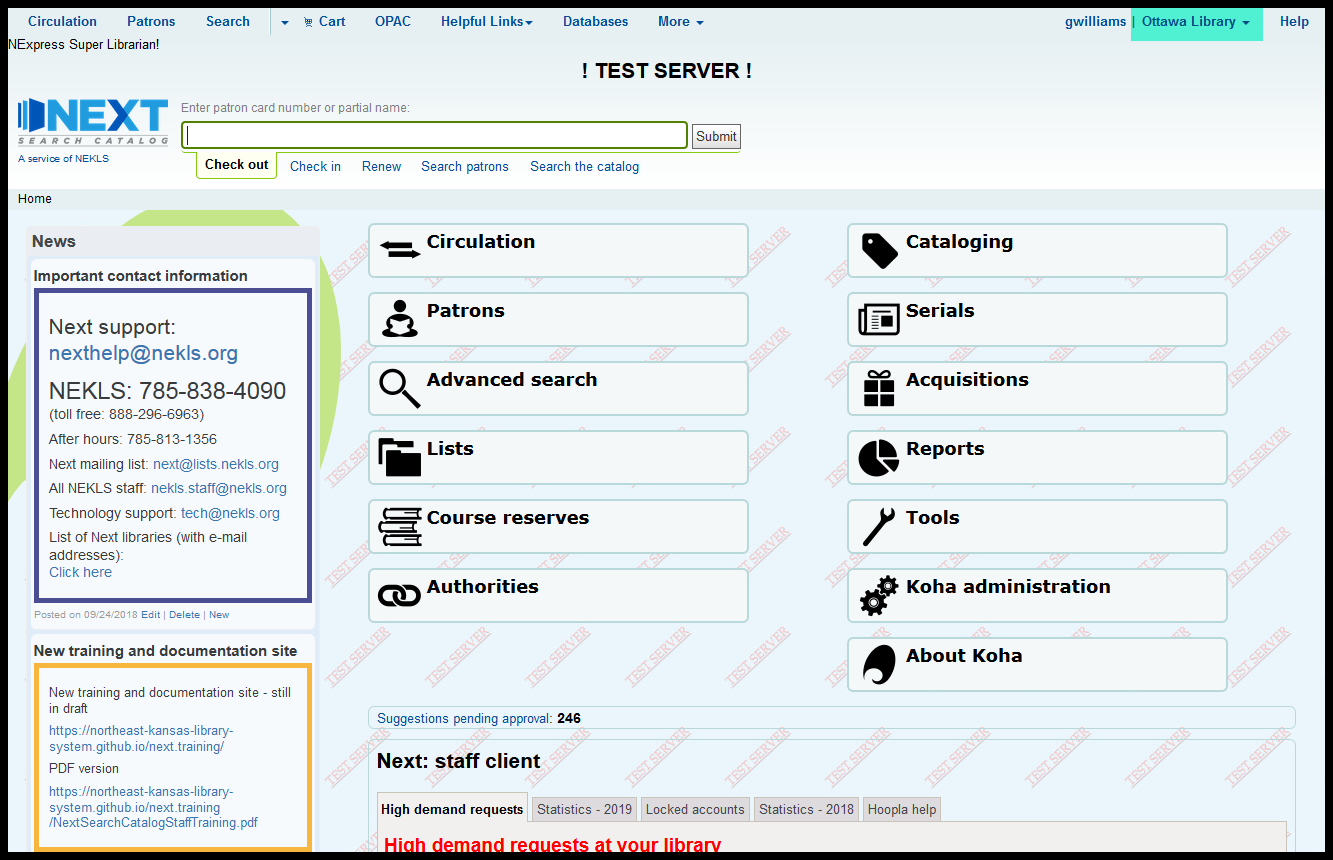 Circulation Patrons Search Cart OPAC Helpful Links Databases More gwilliams | Ottawa Library Help
NExpress Super Librarian!
! TEST SERVER !
NEXT
SEARCH CATALOG
A service of NEKLS
Enter patron card number or partial name:
Submit
Check out Check in Renew Search patrons Search the catalog
Home
News
Important contact information
Next support:
nexthelp@nekls.org
NEKLS: 785-838-4090
(toll free: 888-296-6963)
After hours: 785-813-1356
Next mailing list: next@lists.nekls.org
All NEKLS staff: nekls.staff@nekls.org
Technology support: tech@nekls.org
List of Next libraries (with e-mail
addresses):
Click here
Posted on 09/24/2018 Edit | Delete | New
New training and documentation site
New training and documentation site - still
in draft
https://northeast-kansas-library-
system.github.io/next.training/
PDF version
https://northeast-kansas-library-
system.github.io/next.training
/NextSearchCatalogStaffTraining.pdf
Circulation
Patrons
Advanced search
Lists
Course reserves
Authorities
Cataloging
Serials
Acquisitions
Reports
Tools
Koha administration
About Koha
TEST SERVER
Suggestions pending approval: 246
Next: staff client
High demand requests Statistics - 2019 Locked accounts Statistics - 2018 Hoopla help
High demand requests at your library